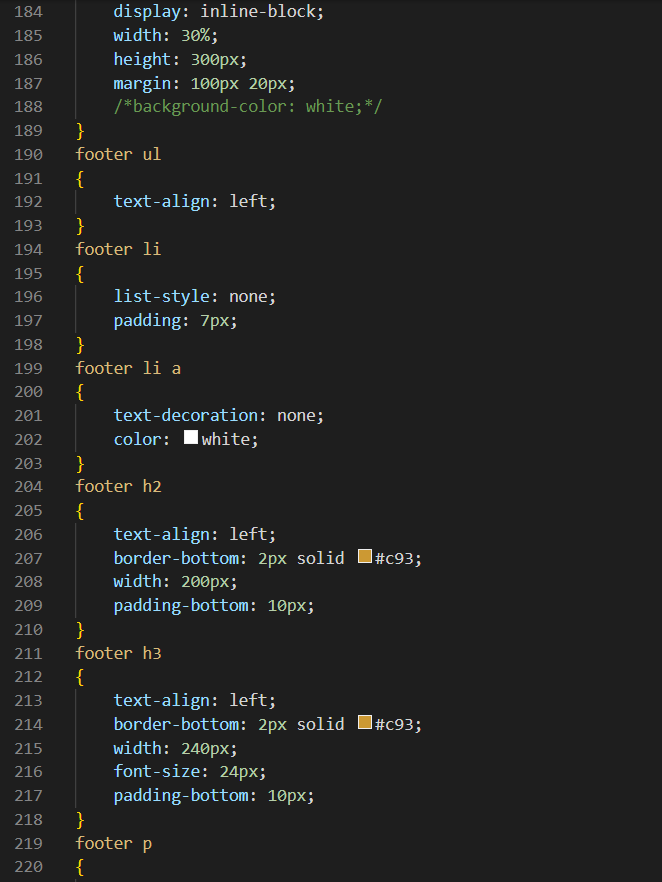 184 display: inline-block;
185 width: 30%;
186 height: 300px;
187 margin: 100px 20px;
188 /*background-color: white;*/
189 }
190 footer ul
191 {
192 text-align: left;
193 }
194 footer li
195 {
196 list-style: none;
197 padding: 7px;
198 }
199 footer li a
200 {
201 text-decoration: none;
202 color: white;
203 }
204 footer h2
205 {
206 text-align: left;
207 border-bottom: 2px solid #c93;
208 width: 200px;
209 padding-bottom: 10px;
210 }
211 footer h3
212 {
213 text-align: left;
214 border-bottom: 2px solid #c93;
215 width: 240px;
216 font-size: 24px;
217 padding-bottom: 10px;
218 }
219 footer p
220 {